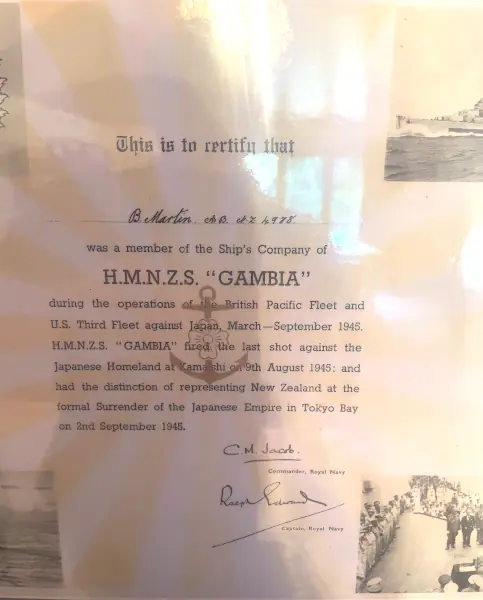 This is to certify that
B. Martin. A.B. NZ 4978.
was a member of the Ship's Company of
H.M.N.Z.S. "GAMBIA"
during the operations of the British Pacific Fleet and
U.S. Third Fleet against Japan, March—September 1945.
H.M.N.Z.S. "GAMBIA" fired the last shot against the
Japanese Homeland at Kamaishi on 9th August 1945: and
had the distinction of representing New Zealand at the
formal Surrender of the Japanese Empire in Tokyo Bay
on 2nd September 1945.
C.M. Jacob.
Commander, Royal Navy
Ralph Edwards
Captain, Royal Navy